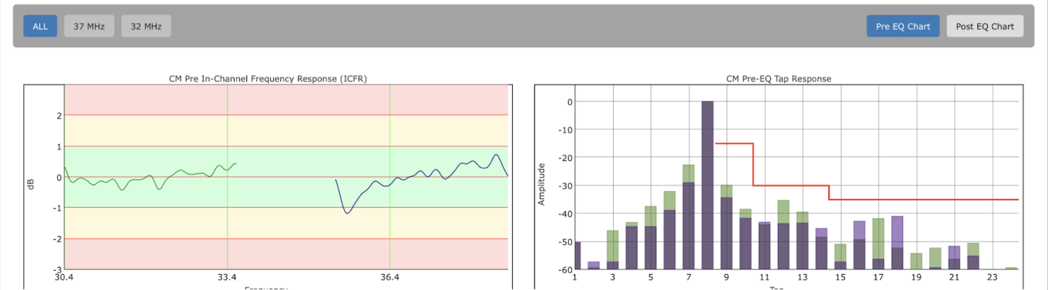 ALL 37 MHz 32 MHz Pre EQ Chart Post EQ Chart
CM Pre In-Channel Frequency Response (ICFR)
2
1
0
-1
-2
-3
dB
30.4 33.4 36.4
Frequency
CM Pre-EQ Tap Response
0
-10
-20
-30
-40
-50
-60
Amplitude
1 3 5 7 9 11 13 15 17 19 21 23
Tap